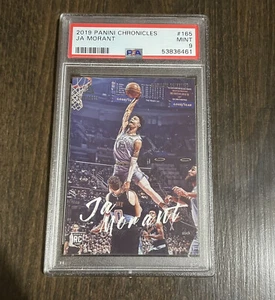 2019 PANINI CHRONICLES #165
JA MORANT MINT
9
PSA 53836461
Ja
Morant
RC